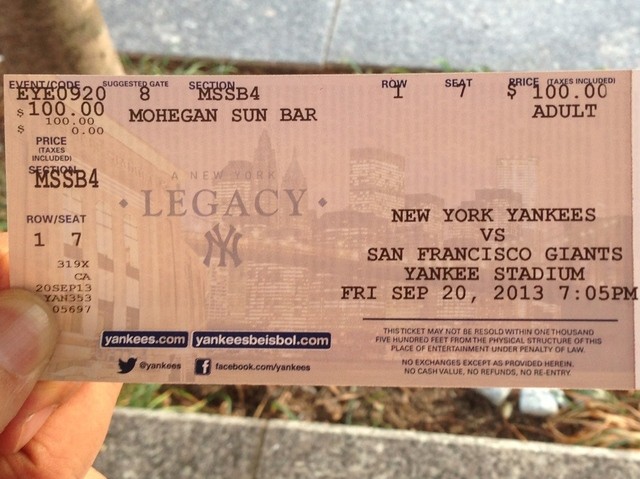 EVENT/CODE SUGGESTED GATE SECTION ROW SEAT PRICE (TAXES INCLUDED)
EYE0920 8 MSSB4 1 7 $ 100.00
$ 100.00 MOHEGAN SUN BAR ADULT
100.00
$ 0.00
PRICE
(TAXES
INCLUDED)
SECTION
MSSB4
ROW/SEAT
1 7
319X
CA
20SEP13
YAN353
05697
A NEW YORK
LEGACY
NY
NEW YORK YANKEES
VS
SAN FRANCISCO GIANTS
YANKEE STADIUM
FRI SEP 20, 2013 7:05PM
yankees.com yankeesbeisbol.com
@yankees f facebook.com/yankees
THIS TICKET MAY NOT BE RESOLD WITHIN ONE THOUSAND
FIVE HUNDRED FEET FROM THE PHYSICAL STRUCTURE OF THIS
PLACE OF ENTERTAINMENT UNDER PENALTY OF LAW.
NO EXCHANGES EXCEPT AS PROVIDED HEREIN.
NO CASH VALUE, NO REFUNDS, NO RE-ENTRY.